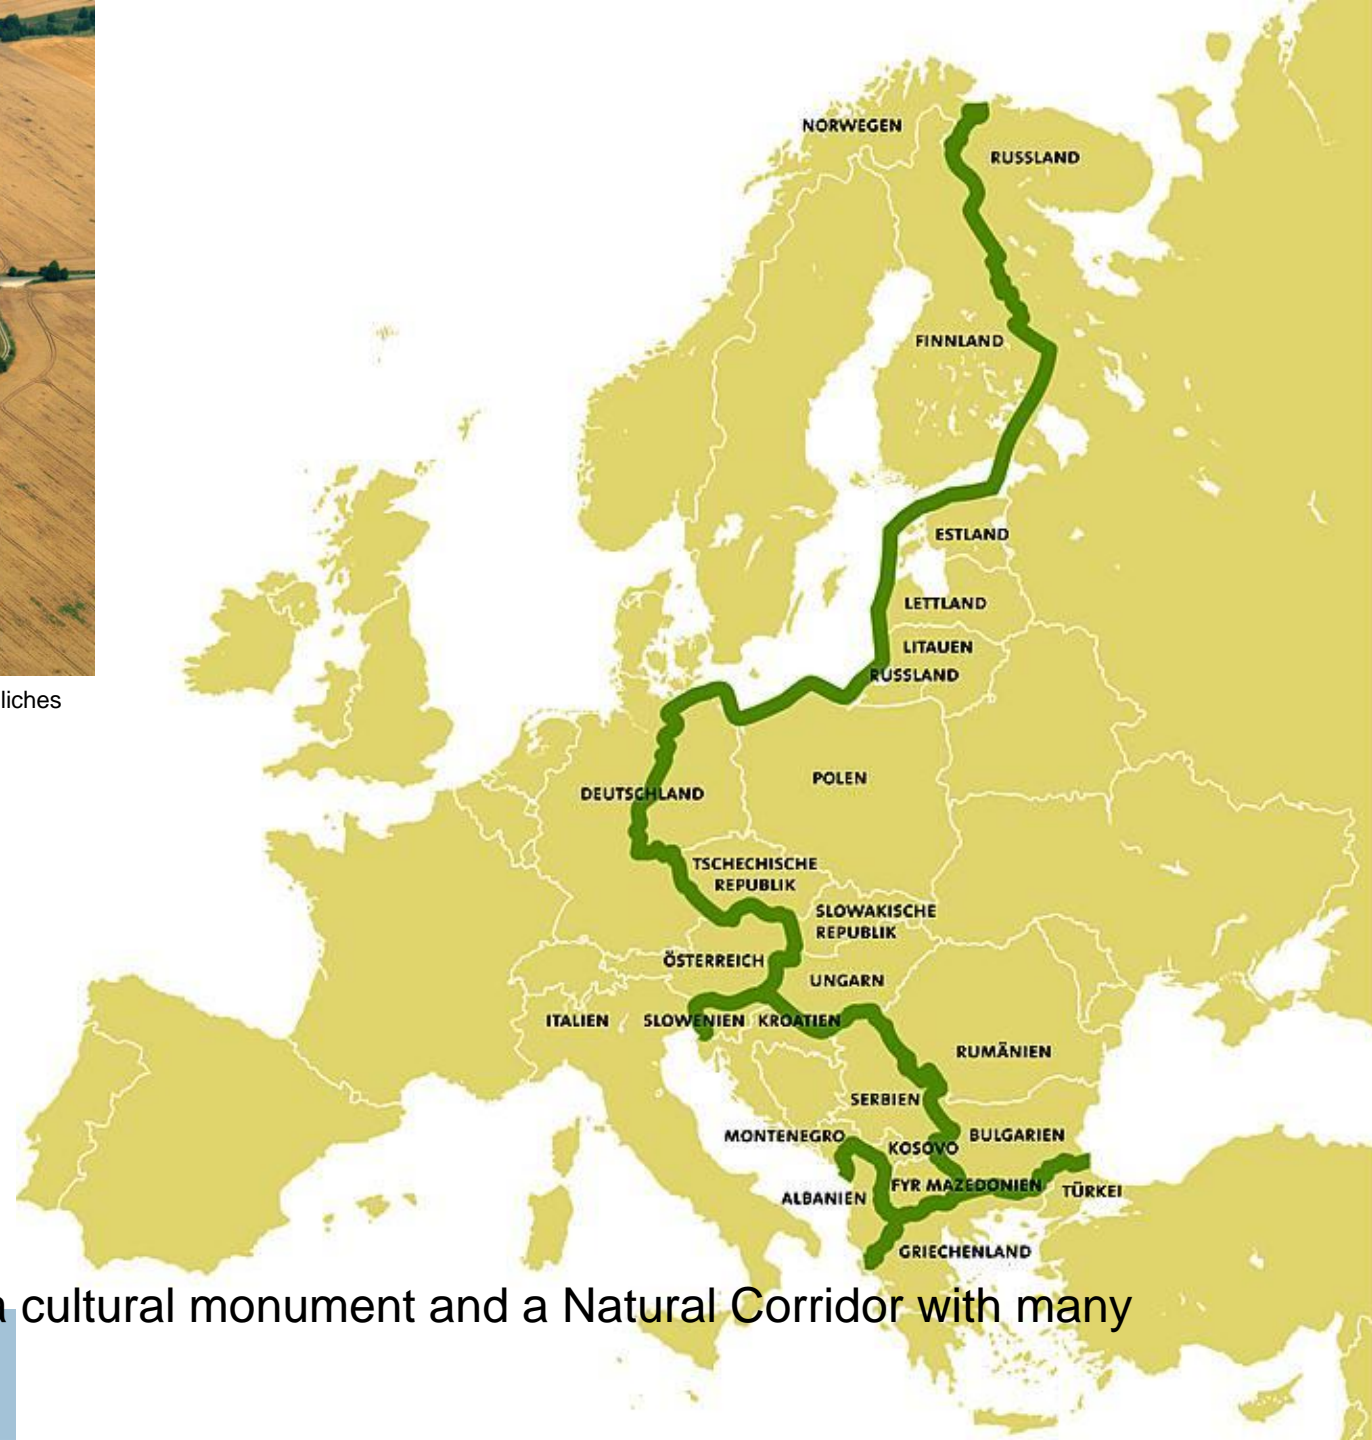 NORWEGEN
RUSSLAND
FINNLAND
ESTLAND
LETTLAND
LITAUEN
RUSSLAND
liches
POLEN
DEUTSCHLAND
TSCHECHISCHE
REPUBLIK
SLOWAKISCHE
REPUBLIK
ÖSTERREICH
UNGARN
ITALIEN
SLOWENIEN
KROATIEN
RUMÄNIEN
SERBIEN
MONTENEGRO
KOSOVO
BULGARIEN
FYR MAZEDONIEN
TÜRKEI
ALBANIEN
GRIECHENLAND
a cultural monument and a Natural Corridor with many